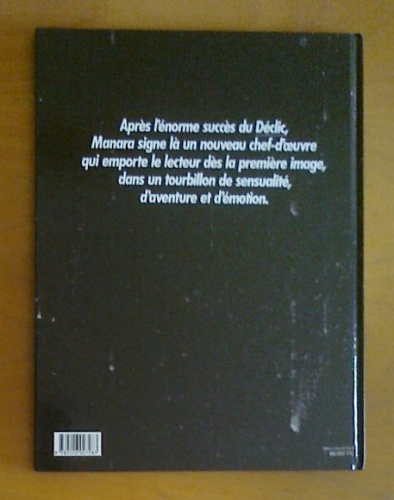 Après l'énorme succès du Déclic,
Manara signe là un nouveau chef-d'œuvre
qui emporte le lecteur dès la première image,
dans un tourbillon de sensualité,
d'aventure et d'émotion.